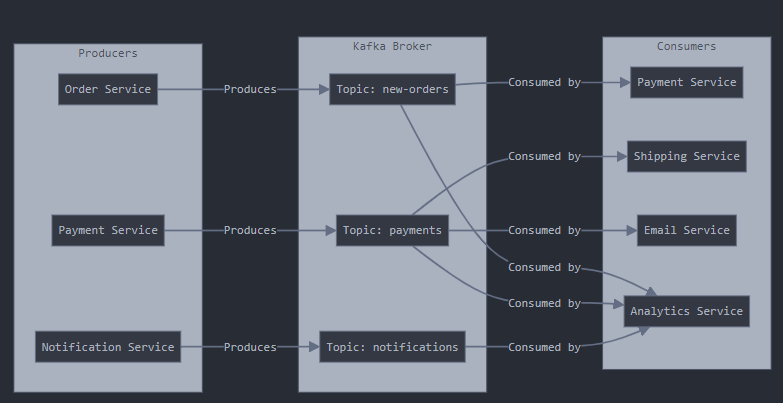 Producers
Kafka Broker
Consumers
Order Service
Produces
Topic: new-orders
Consumed by
Payment Service
Consumed by
Shipping Service
Payment Service
Produces
Topic: payments
Consumed by
Email Service
Consumed by
Consumed by
Analytics Service
Notification Service
Produces
Topic: notifications
Consumed by